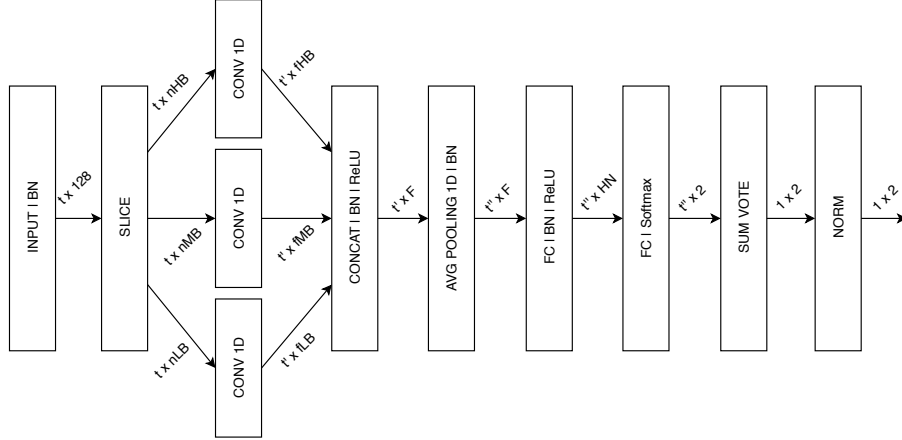 INPUT | BN
t x 128
SLICE
t x nHB
t x nMB
t x nLB
CONV 1D
CONV 1D
CONV 1D
t' x fHB
t' x fMB
t' x fLB
CONCAT | BN | ReLU
t' x F
AVG POOLING 1D | BN
t'' x F
FC | BN | ReLU
t'' x HN
FC | Softmax
t'' x 2
SUM VOTE
1 x 2
NORM
1 x 2